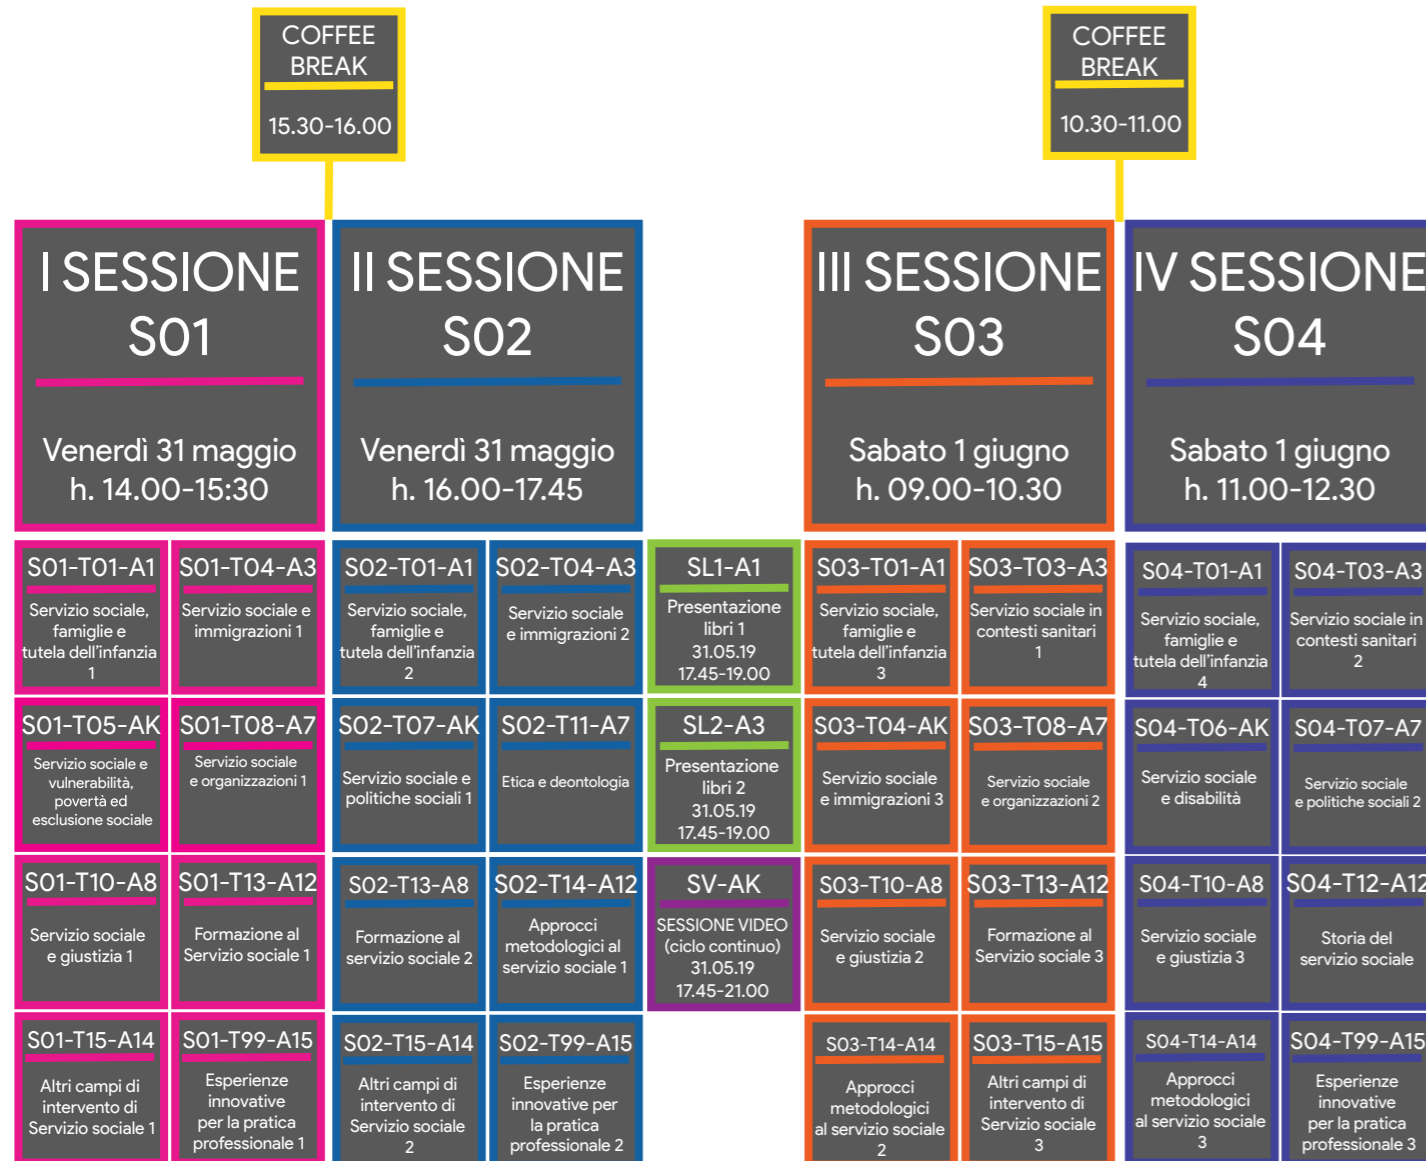 COFFEE
BREAK
15.30-16.00
COFFEE
BREAK
10.30-11.00
I SESSIONE
S01
Venerdì 31 maggio
h. 14.00-15:30
II SESSIONE
S02
Venerdì 31 maggio
h. 16.00-17.45
III SESSIONE
S03
Sabato 1 giugno
h. 09.00-10.30
IV SESSIONE
S04
Sabato 1 giugno
h. 11.00-12.30
S01-T01-A1
Servizio sociale,
famiglie e
tutela dell'infanzia
1
S01-T04-A3
Servizio sociale e
immigrazioni 1
S02-T01-A1
Servizio sociale,
famiglie e
tutela dell'infanzia
2
S02-T04-A3
Servizio sociale
e immigrazioni 2
SL1-A1
Presentazione
libri 1
31.05.19
17.45-19.00
S03-T01-A1
Servizio sociale,
famiglie e
tutela dell'infanzia
3
S03-T03-A3
Servizio sociale in
contesti sanitari
1
S04-T01-A1
Servizio sociale,
famiglie e
tutela dell'infanzia
4
S04-T03-A3
Servizio sociale in
contesti sanitari
2
S01-T05-AK
Servizio sociale e
vulnerabilità,
povertà ed
esclusione sociale
S01-T08-A7
Servizio sociale
e organizzazioni 1
S02-T07-AK
Servizio sociale e
politiche sociali 1
S02-T11-A7
Etica e deontologia
SL2-A3
Presentazione
libri 2
31.05.19
17.45-19.00
S03-T04-AK
Servizio sociale
e immigrazioni 3
S03-T08-A7
Servizio sociale
e organizzazioni 2
S04-T06-AK
Servizio sociale
e disabilità
S04-T07-A7
Servizio sociale
e politiche sociali 2
S01-T10-A8
Servizio sociale
e giustizia 1
S01-T13-A12
Formazione al
Servizio sociale 1
S02-T13-A8
Formazione al
servizio sociale 2
S02-T14-A12
Approcci
metodologici al
servizio sociale 1
SV-AK
SESSIONE VIDEO
(ciclo continuo)
31.05.19
17.45-21.00
S03-T10-A8
Servizio sociale
e giustizia 2
S03-T13-A12
Formazione al
Servizio sociale 3
S04-T10-A8
Servizio sociale
e giustizia 3
S04-T12-A12
Storia del
servizio sociale
S01-T15-A14
Altri campi di
intervento di
Servizio sociale 1
S01-T99-A15
Esperienze
innovative
per la pratica
professionale 1
S02-T15-A14
Altri campi di
intervento di
Servizio sociale
2
S02-T99-A15
Esperienze
innovative per
la pratica
professionale 2
S03-T14-A14
Approcci
metodologici
al servizio sociale
2
S03-T15-A15
Altri campi di
intervento di
Servizio sociale
3
S04-T14-A14
Approcci
metodologici
al servizio sociale
3
S04-T99-A15
Esperienze
innovative
per la pratica
professionale 3